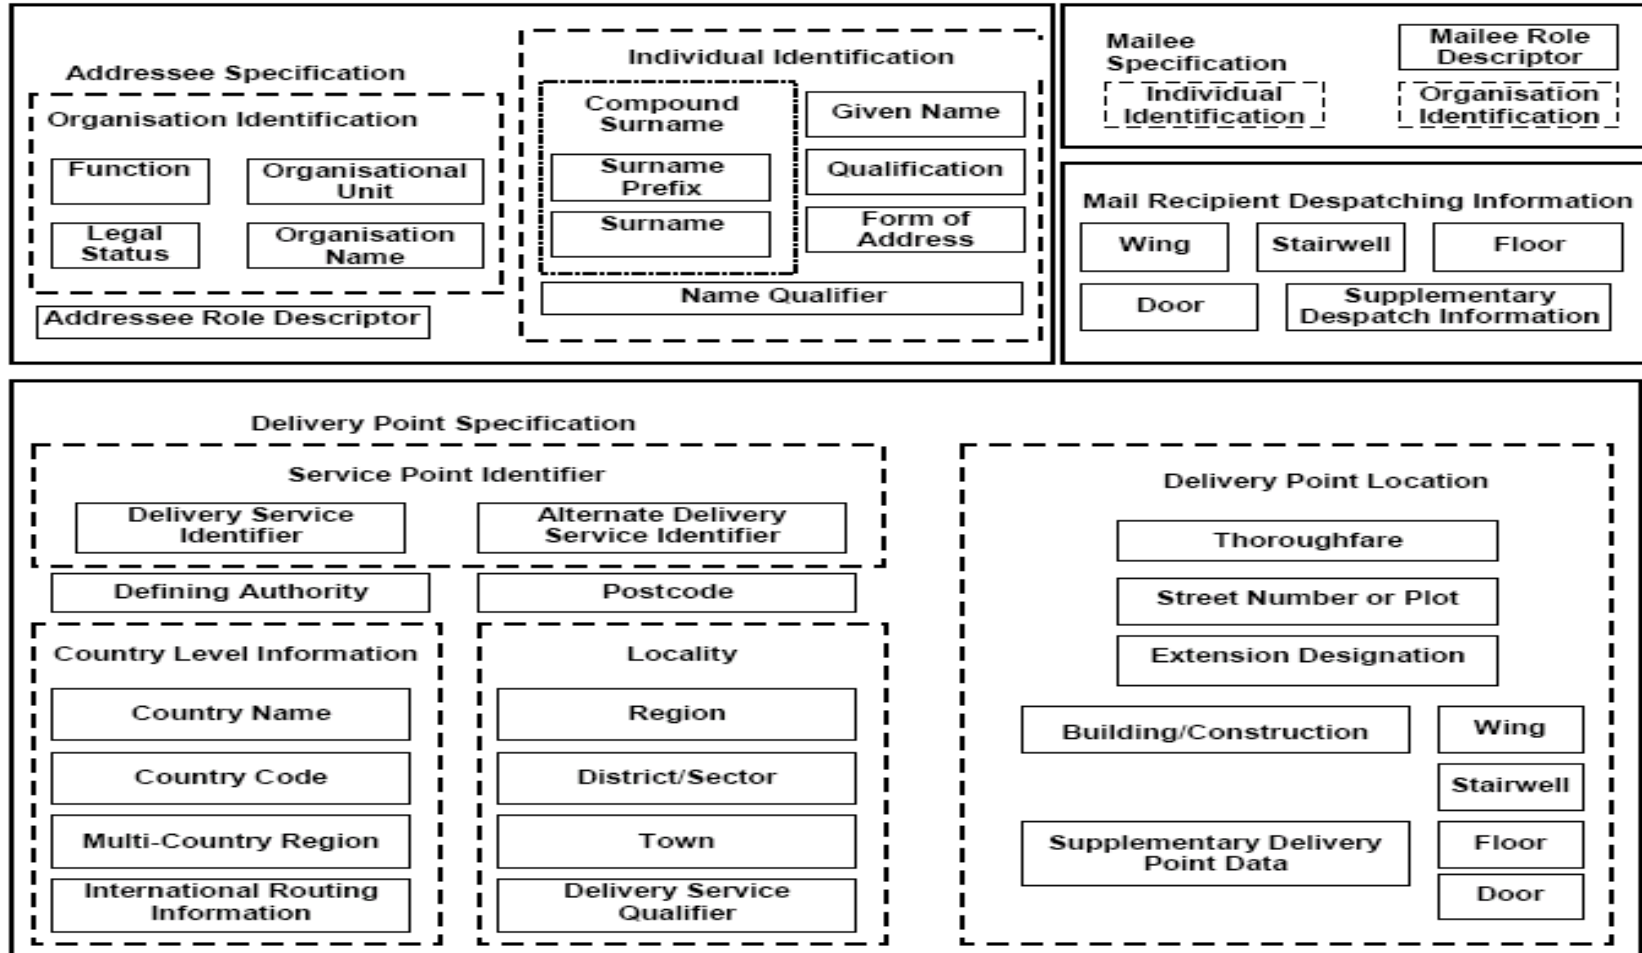 Addressee Specification
Organisation Identification
Function
Organisational
Unit
Legal
Status
Organisation
Name
Addressee Role Descriptor
Individual Identification
Compound
Surname
Surname
Prefix
Surname
Given Name
Qualification
Form of
Address
Name Qualifier
Mailee
Specification
Mailee Role
Descriptor
Individual
Identification
Organisation
Identification
Mail Recipient Despatching Information
Wing
Stairwell
Floor
Door
Supplementary
Despatch Information
Delivery Point Specification
Service Point Identifier
Delivery Service
Identifier
Alternate Delivery
Service Identifier
Defining Authority
Postcode
Country Level Information
Country Name
Country Code
Multi-Country Region
International Routing
Information
Locality
Region
District/Sector
Town
Delivery Service
Qualifier
Delivery Point Location
Thoroughfare
Street Number or Plot
Extension Designation
Building/Construction
Wing
Stairwell
Supplementary Delivery
Point Data
Floor
Door